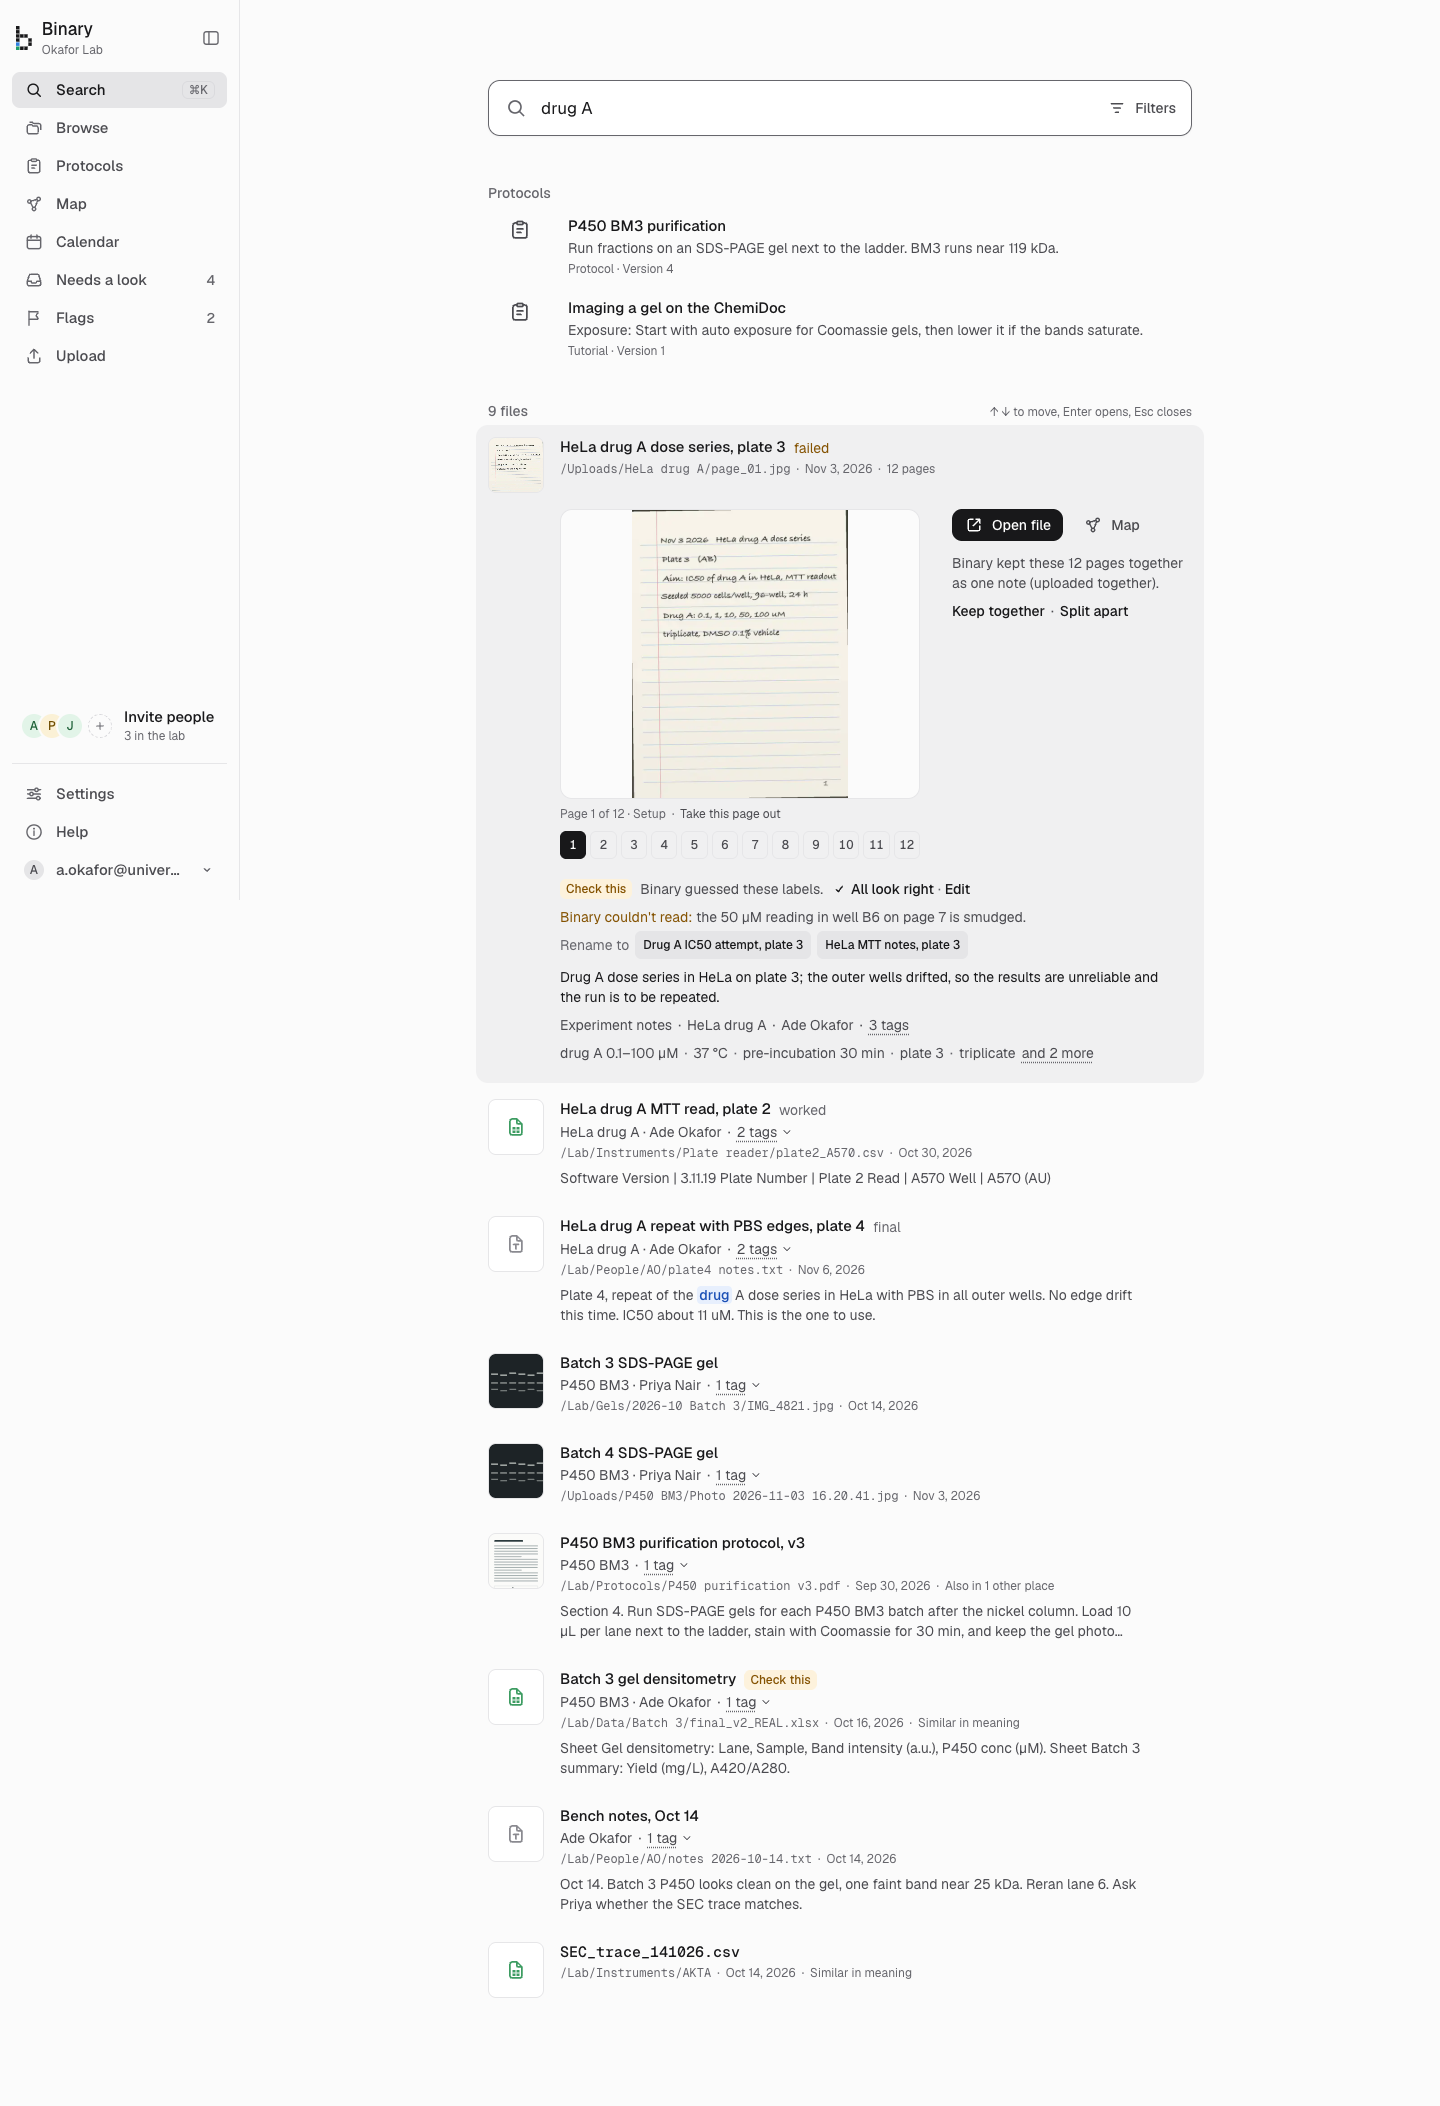 Binary
Okafor Lab
Search ⌘K
Browse
Protocols
Map
Calendar
Needs a look 4
Flags 2
Upload
A P J + Invite people
3 in the lab
Settings
Help
A a.okafor@univer...
drug A Filters
Protocols
P450 BM3 purification
Run fractions on an SDS-PAGE gel next to the ladder. BM3 runs near 119 kDa.
Protocol · Version 4
Imaging a gel on the ChemiDoc
Exposure: Start with auto exposure for Coomassie gels, then lower it if the bands saturate.
Tutorial · Version 1
9 files ↑↓ to move, Enter opens, Esc closes
HeLa drug A dose series, plate 3 failed
/Uploads/HeLa drug A/page_01.jpg · Nov 3, 2026 · 12 pages
Nov 3 2026 HeLa drug A dose series
Plate 3 (AB)
Aim: IC50 of drug A in HeLa, MTT readout
Seeded 5000 cells/well, 96-well, 24 h
Drug A: 0.1, 1, 10, 50, 100 uM
triplicate, DMSO 0.1% vehicle
1
Open file Map
Binary kept these 12 pages together
as one note (uploaded together).
Keep together · Split apart
Page 1 of 12 · Setup · Take this page out
1 2 3 4 5 6 7 8 9 10 11 12
Check this Binary guessed these labels. ✓ All look right · Edit
Binary couldn't read: the 50 µM reading in well B6 on page 7 is smudged.
Rename to Drug A IC50 attempt, plate 3 HeLa MTT notes, plate 3
Drug A dose series in HeLa on plate 3; the outer wells drifted, so the results are unreliable and
the run is to be repeated.
Experiment notes · HeLa drug A · Ade Okafor · 3 tags
drug A 0.1–100 µM · 37 °C · pre-incubation 30 min · plate 3 · triplicate and 2 more
HeLa drug A MTT read, plate 2 worked
HeLa drug A · Ade Okafor · 2 tags
/Lab/Instruments/Plate reader/plate2_A570.csv · Oct 30, 2026
Software Version | 3.11.19 Plate Number | Plate 2 Read | A570 Well | A570 (AU)
HeLa drug A repeat with PBS edges, plate 4 final
HeLa drug A · Ade Okafor · 2 tags
/Lab/People/AO/plate4 notes.txt · Nov 6, 2026
Plate 4, repeat of the drug A dose series in HeLa with PBS in all outer wells. No edge drift
this time. IC50 about 11 uM. This is the one to use.
Batch 3 SDS-PAGE gel
P450 BM3 · Priya Nair · 1 tag
/Lab/Gels/2026-10 Batch 3/IMG_4821.jpg · Oct 14, 2026
Batch 4 SDS-PAGE gel
P450 BM3 · Priya Nair · 1 tag
/Uploads/P450 BM3/Photo 2026-11-03 16.20.41.jpg · Nov 3, 2026
P450 BM3 purification protocol, v3
P450 BM3 · 1 tag
/Lab/Protocols/P450 purification v3.pdf · Sep 30, 2026 · Also in 1 other place
Section 4. Run SDS-PAGE gels for each P450 BM3 batch after the nickel column. Load 10
µL per lane next to the ladder, stain with Coomassie for 30 min, and keep the gel photo…
Batch 3 gel densitometry Check this
P450 BM3 · Ade Okafor · 1 tag
/Lab/Data/Batch 3/final_v2_REAL.xlsx · Oct 16, 2026 · Similar in meaning
Sheet Gel densitometry: Lane, Sample, Band intensity (a.u.), P450 conc (µM). Sheet Batch 3
summary: Yield (mg/L), A420/A280.
Bench notes, Oct 14
Ade Okafor · 1 tag
/Lab/People/AO/notes 2026-10-14.txt · Oct 14, 2026
Oct 14. Batch 3 P450 looks clean on the gel, one faint band near 25 kDa. Reran lane 6. Ask
Priya whether the SEC trace matches.
SEC_trace_141026.csv
/Lab/Instruments/AKTA · Oct 14, 2026 · Similar in meaning